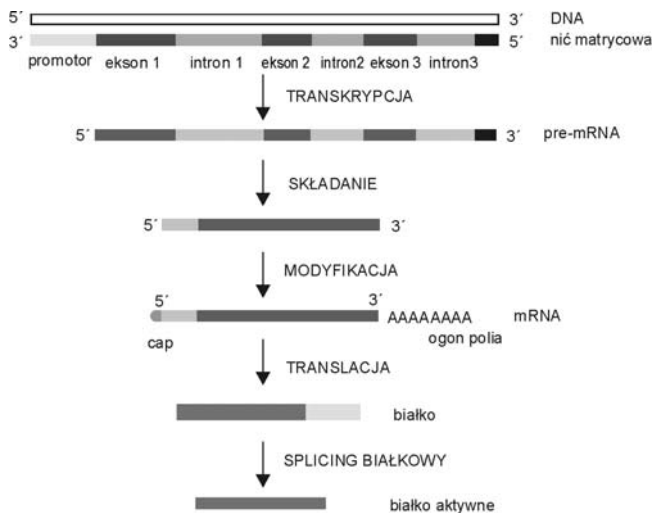 5´ 3´ DNA
3´ 5´ nić matrycowa
promotor ekson 1 intron 1 ekson 2 intron2 ekson 3 intron3
TRANSKRYPCJA
5´ 3´ pre-mRNA
SKŁADANIE
5´ 3´
MODYFIKACJA
5´ 3´
AAAAAAAA mRNA
cap ogon polia
TRANSLACJA
białko
SPLICING BIAŁKOWY
białko aktywne